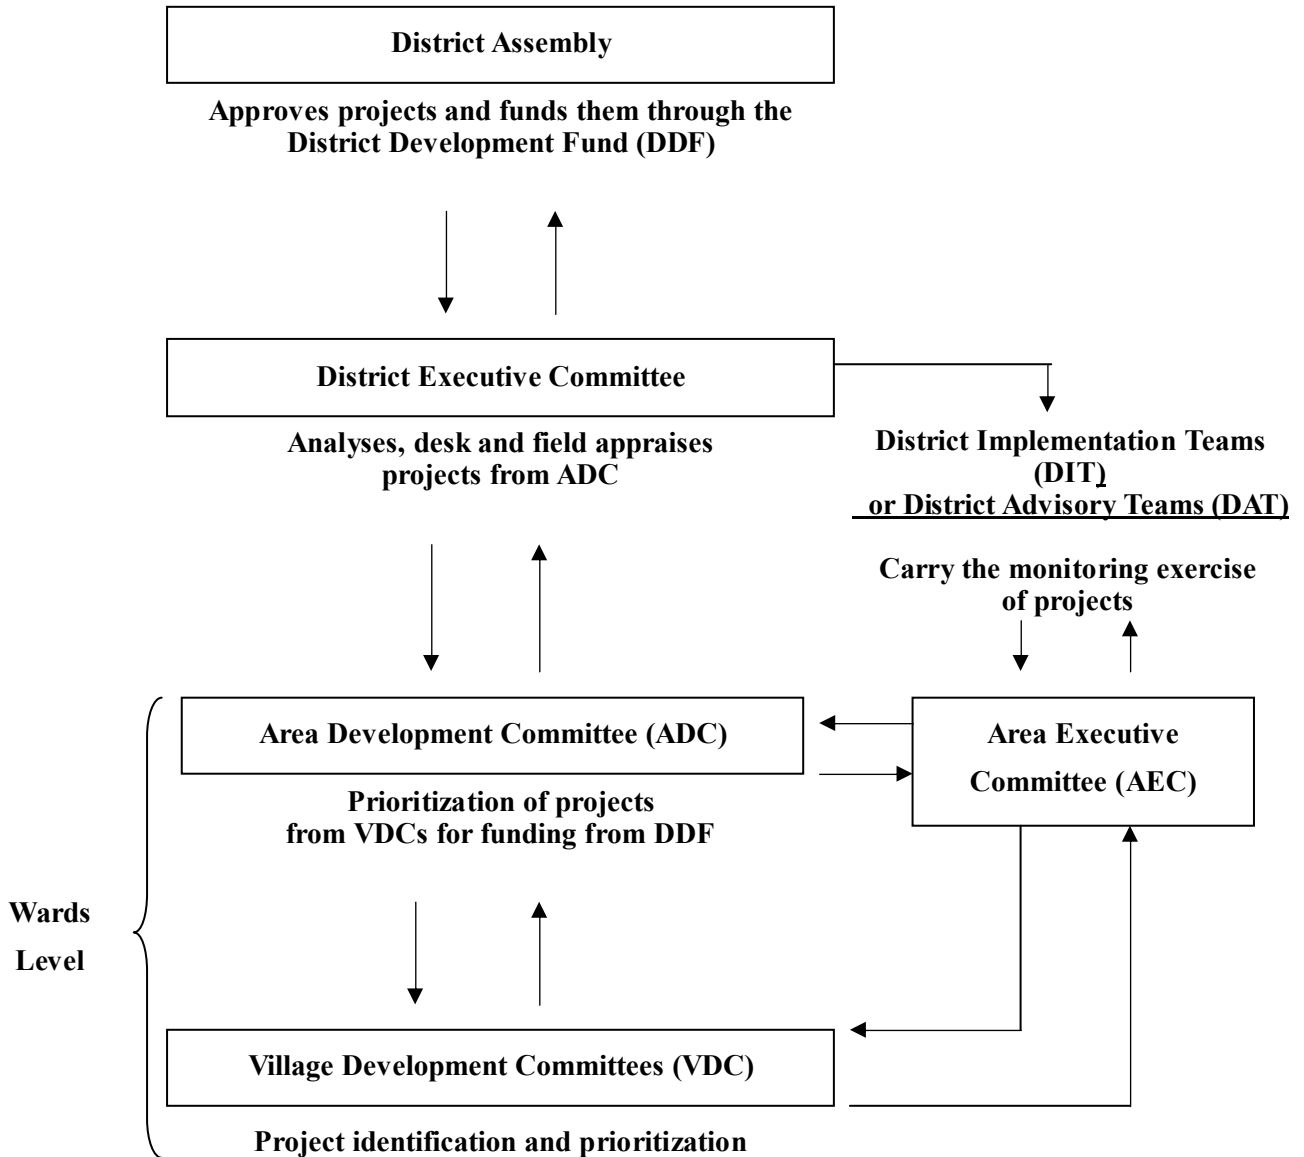 District Assembly
Approves projects and funds them through the
District Development Fund (DDF)
District Executive Committee
Analyses, desk and field appraises
projects from ADC
District Implementation Teams
(DIT)
or District Advisory Teams (DAT)
Carry the monitoring exercise
of projects
Area Development Committee (ADC)
Prioritization of projects
from VDCs for funding from DDF
Area Executive
Committee (AEC)
Wards
Level
Village Development Committees (VDC)
Project identification and prioritization